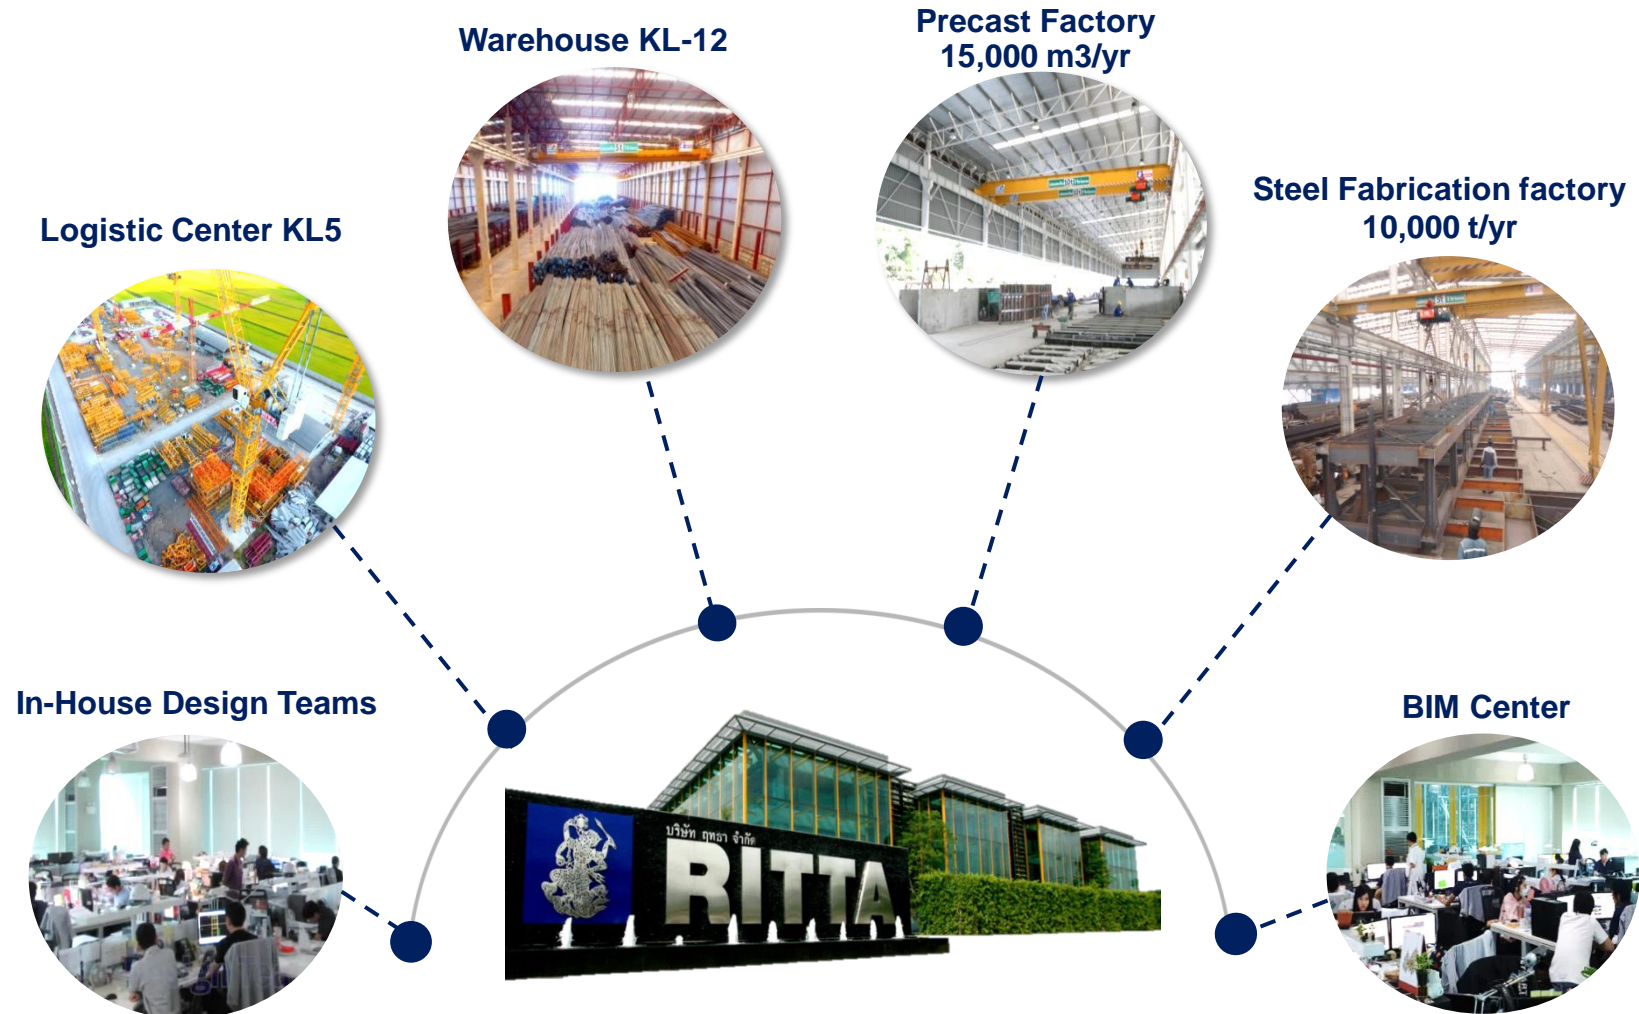 Warehouse KL-12
Precast Factory
15,000 m3/yr
Logistic Center KL5
Steel Fabrication factory
10,000 t/yr
In-House Design Teams
BIM Center
บริษัท ฤทธา จำกัด
RITTA